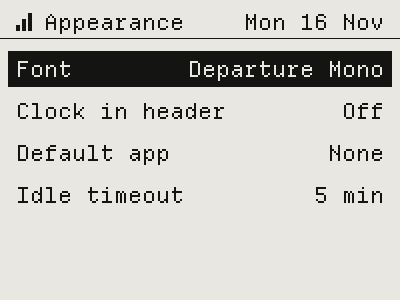 Appearance Mon 16 Nov
Font Departure Mono
Clock in header Off
Default app None
Idle timeout 5 min